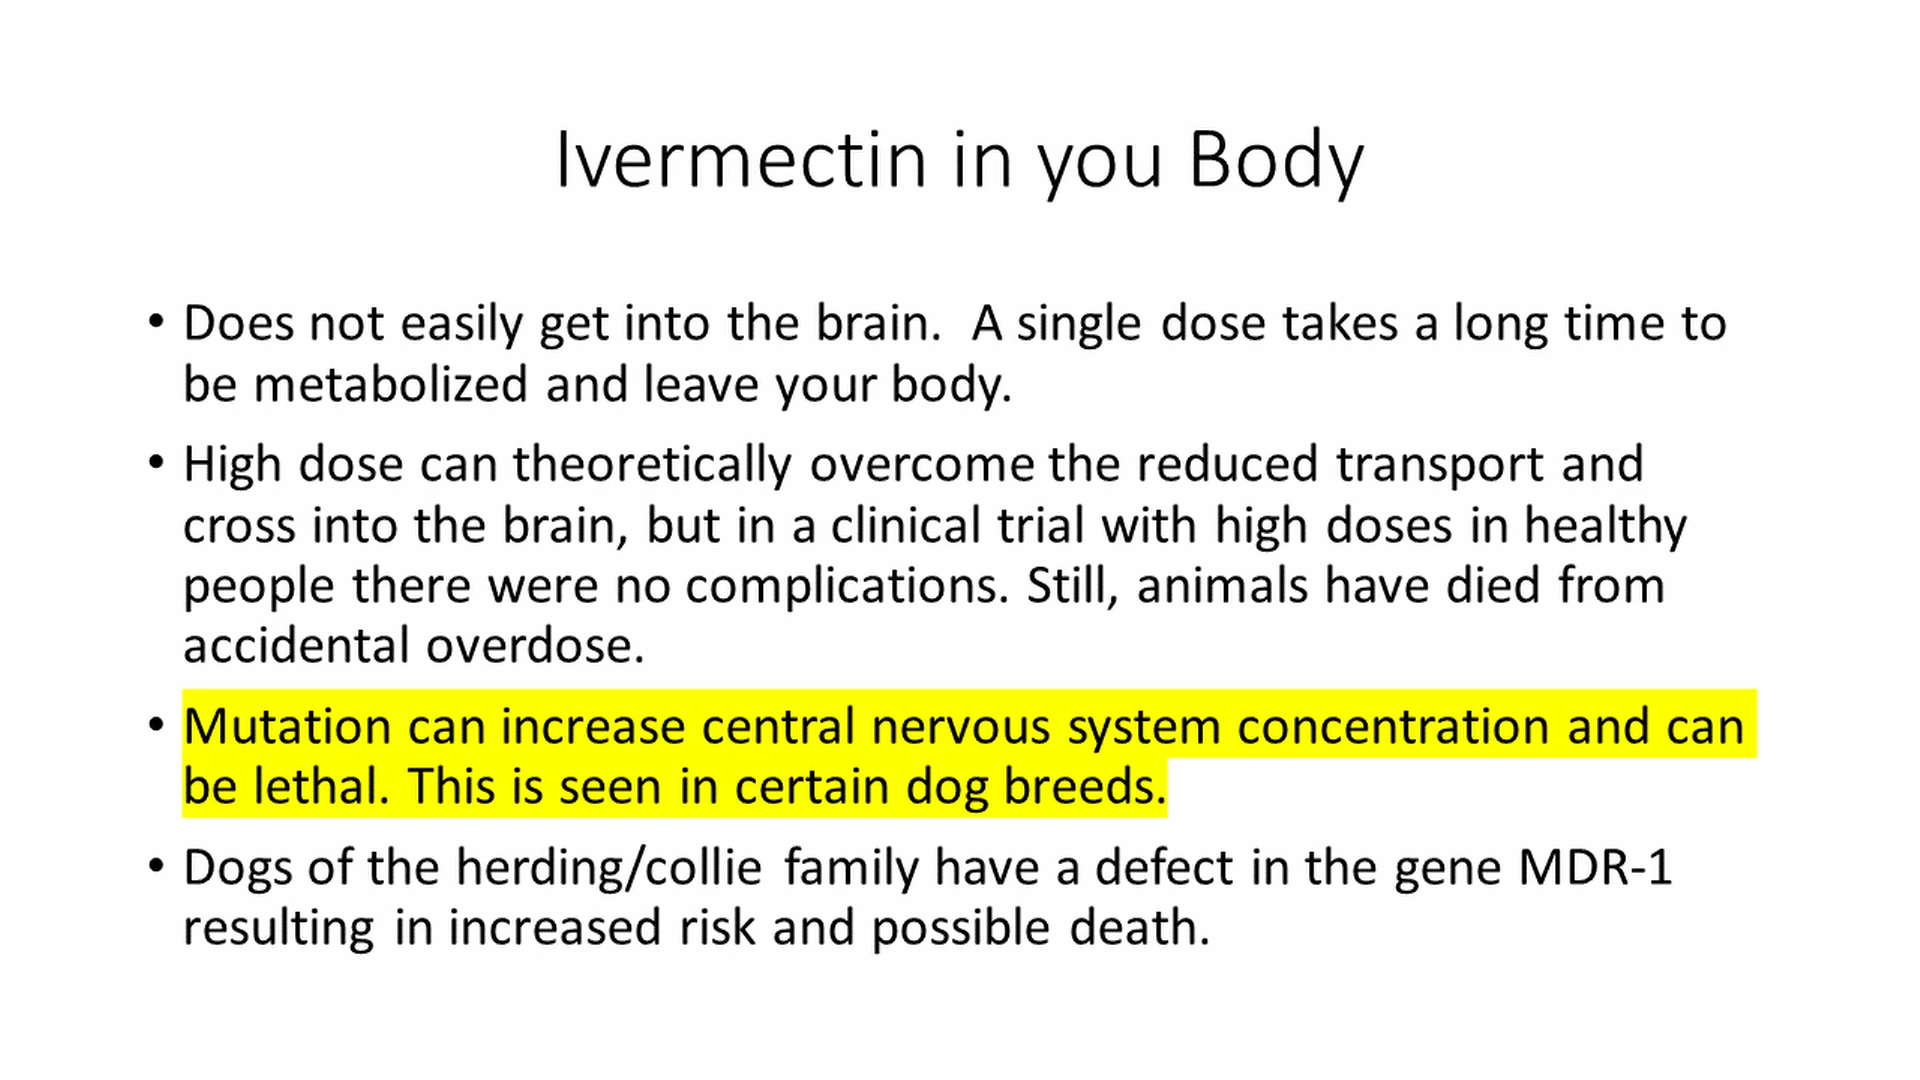 Ivermectin in you Body
• Does not easily get into the brain.  A single dose takes a long time to
be metabolized and leave your body.
• High dose can theoretically overcome the reduced transport and
cross into the brain, but in a clinical trial with high doses in healthy
people there were no complications. Still, animals have died from
accidental overdose.
• Mutation can increase central nervous system concentration and can
be lethal. This is seen in certain dog breeds.
• Dogs of the herding/collie family have a defect in the gene MDR-1
resulting in increased risk and possible death.